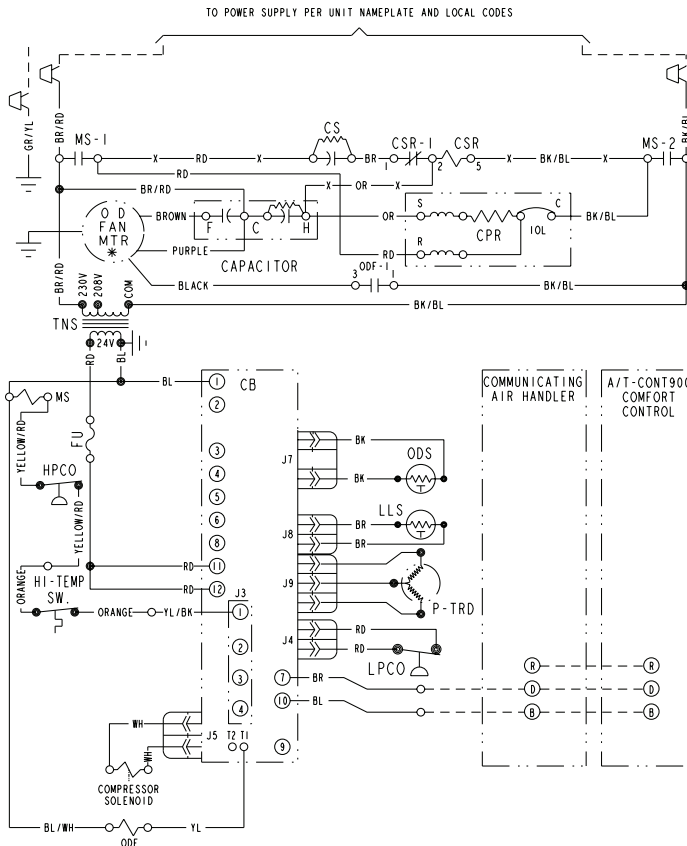 TO POWER SUPPLY PER UNIT NAMEPLATE AND LOCAL CODES
GR/YL
BR/RD
BK/BL
MS-1
CS
CSR-1
CSR
MS-2
X
RD
X
BR
1
2
5
X
BK/BL
X
RD
BR/RD
X
OR
X
O D
FAN
MTR
*
BROWN
F
C
H
OR
S
C
CPR
IOL
BK/BL
PURPLE
CAPACITOR
RD
R
BLACK
3
ODF-1
1
BK/BL
BR/RD
230V
208V
COM
BK/BL
TNS
24V
RD
BL
BL
1
CB
COMMUNICATING
AIR HANDLER
A/T-CONT900
COMFORT
CONTROL
MS
2
YELLOW/RD
FU
3
J7
BK
ODS
HPCO
4
BK
5
LLS
YELLOW/RD
6
J8
BR
8
BR
RD
11
HI-TEMP
SW.
ORANGE
RD
12
J9
P-TRD
J3
ORANGE
YL/BK
1
2
J4
RD
RD
LPCO
3
7
BR
R
R
D
D
4
10
BL
B
B
WH
J5
T2
T1
9
WH
COMPRESSOR
SOLENOID
BL/WH
YL
ODF